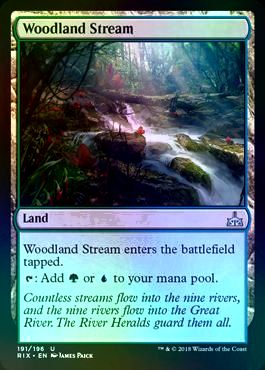 Woodland Stream
Land
Woodland Stream enters the battlefield
tapped.
: Add or to your mana pool.
Countless streams flow into the nine rivers,
and the nine rivers flow into the Great
River. The River Heralds guard them all.
191/196 U
RIX • EN JAMES PAICK
™ & © 2018 Wizards of the Coast